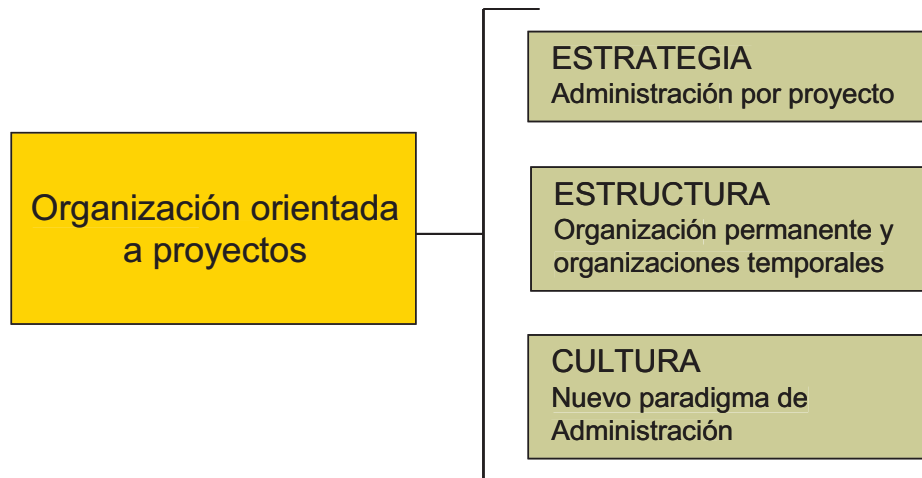 Organización orientada
a proyectos
ESTRATEGIA
Administración por proyecto
ESTRUCTURA
Organización permanente y
organizaciones temporales
CULTURA
Nuevo paradigma de
Administración